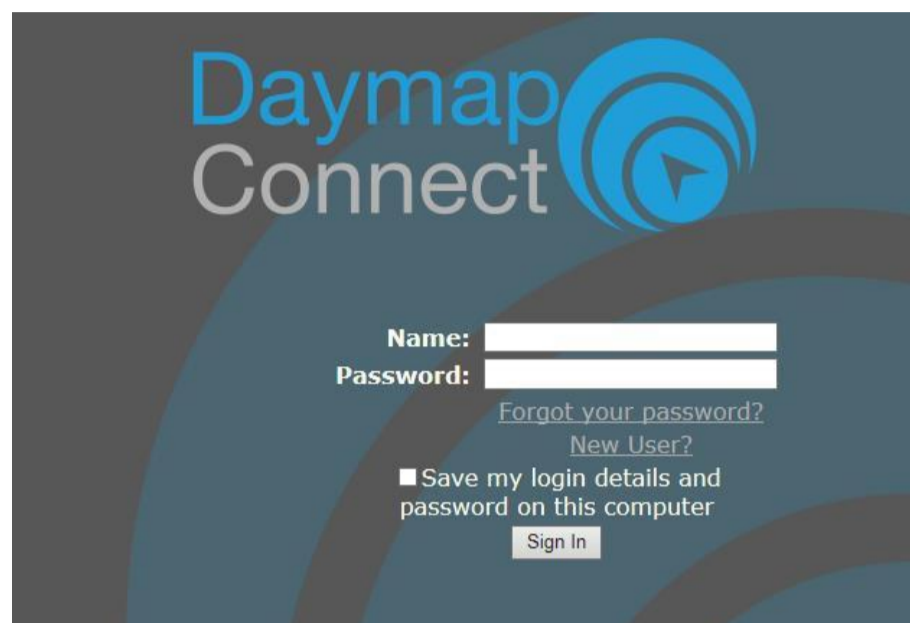 Daymap
Connect
Name:
Password:
Forgot your password?
New User?
Save my login details and
password on this computer
Sign In